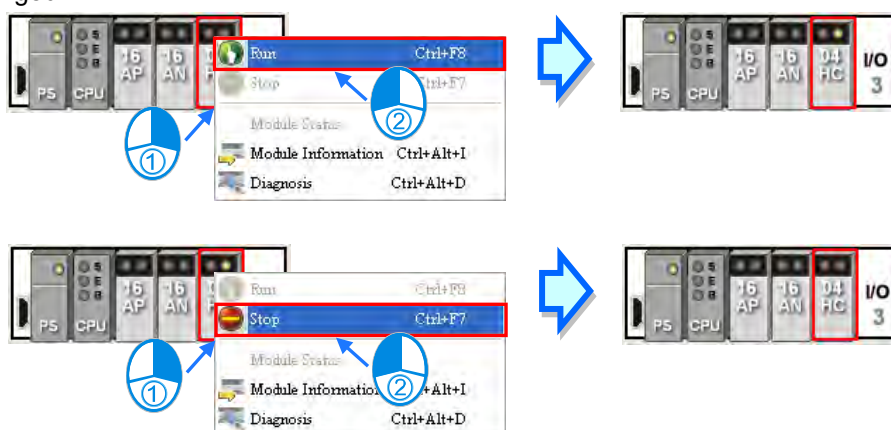 PS
CPU
S
E
B
16
AP
16
AN
Run Ctrl+F8
Stop Ctrl+F7
Module Status
Module Information Ctrl+Alt+I
Diagnosis Ctrl+Alt+D
①
②
PS
CPU
S
E
B
16
AP
16
AN
04
HC
I/O
3
PS
CPU
S
E
B
16
AP
16
AN
Run Ctrl+F8
Stop Ctrl+F7
Module Status
Module Information Ctrl+Alt+I
Diagnosis Ctrl+Alt+D
①
②
PS
CPU
S
E
B
16
AP
16
AN
04
HC
I/O
3